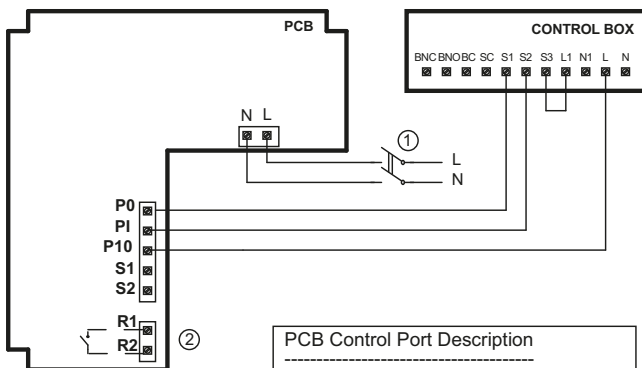 PCB
CONTROL BOX
BNC BNO BC SC S1 S2 S3 L1 N1 L N
N L
1
L
N
P0
PI
P10
S1
S2
R1
R2
2
PCB Control Port Description
---------------------------------------